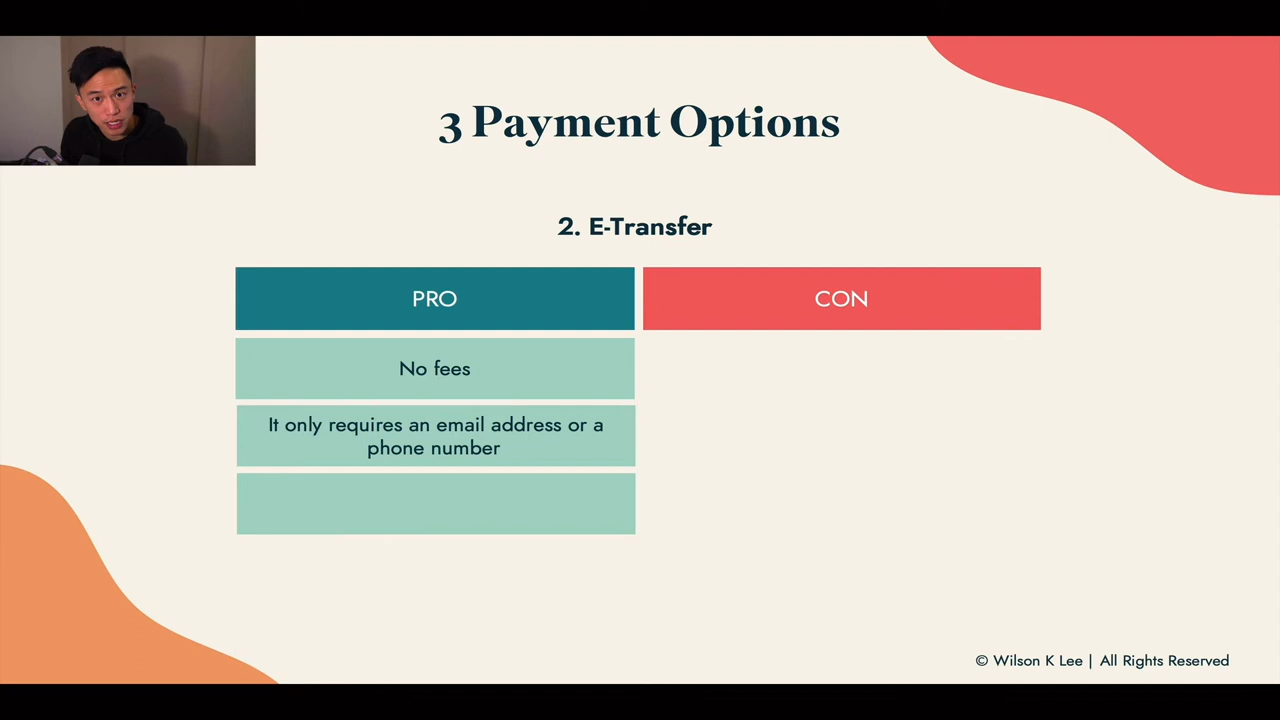 3 Payment Options
2. E-Transfer
PRO
CON
No fees
It only requires an email address or a
phone number
© Wilson K Lee | All Rights Reserved